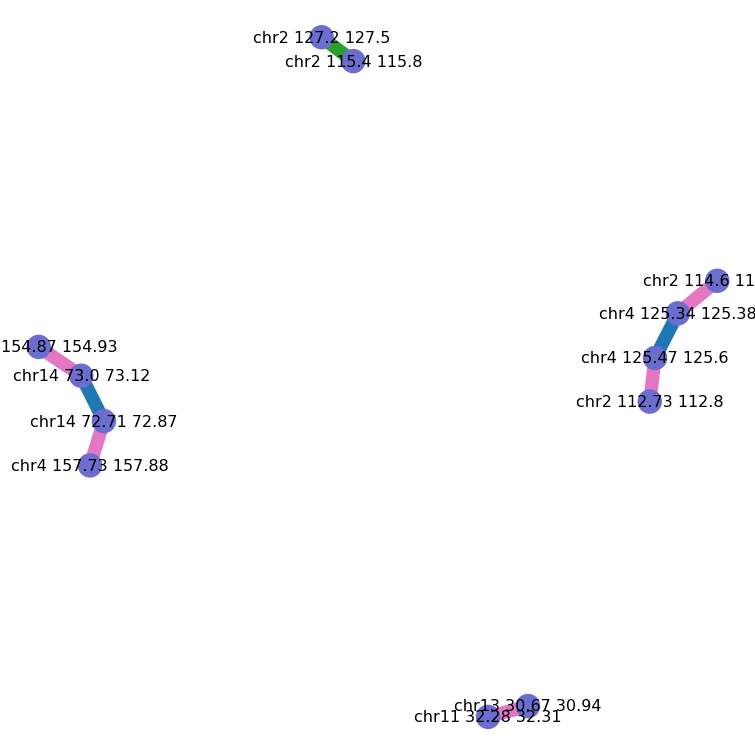 chr2 127.2 127.5
chr2 115.4 115.8
chr2 114.6 11
chr4 125.34 125.38
154.87 154.93
chr4 125.47 125.6
chr14 73.0 73.12
chr2 112.73 112.8
chr14 72.71 72.87
chr4 157.73 157.88
chr13 30.67 30.94
chr11 32.28 32.31